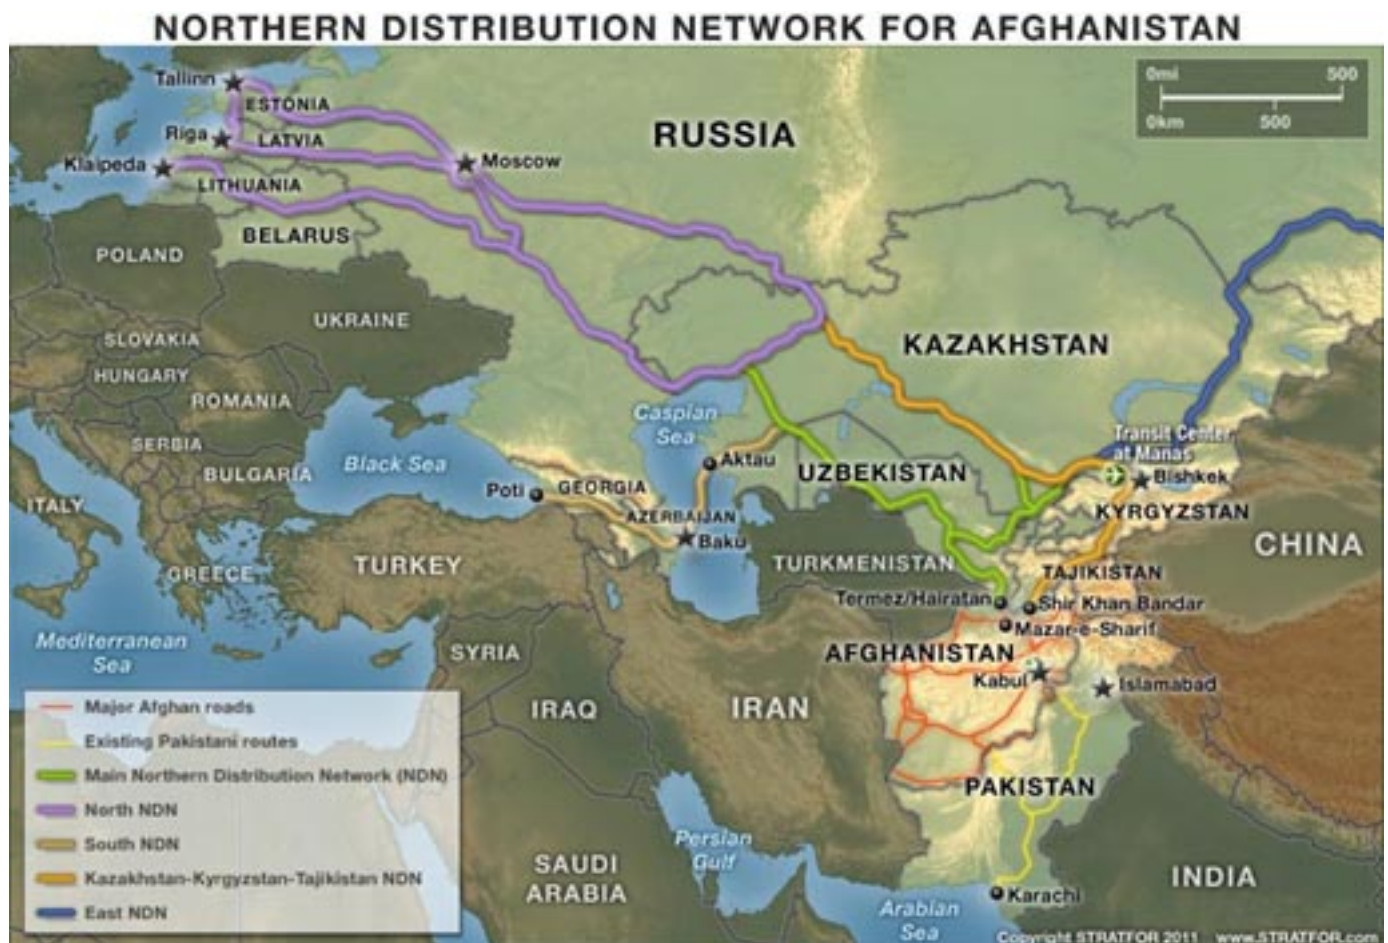 NORTHERN DISTRIBUTION NETWORK FOR AFGHANISTAN
Tallinn
ESTONIA
0mi 500
0km 500
Riga
LATVIA
RUSSIA
Klaipeda
Moscow
LITHUANIA
BELARUS
POLAND
UKRAINE
SLOVAKIA
KAZAKHSTAN
HUNGARY
ROMANIA
Caspian
Sea
SERBIA
Transit Center
at Manas
BULGARIA
Black Sea
Aktau
UZBEKISTAN
Bishkek
ITALY
Poti
GEORGIA
AZERBAIJAN
KYRGYZSTAN
Baku
CHINA
GREECE
TURKEY
TURKMENISTAN
TAJIKISTAN
Termez/Hairatan
Shir Khan Bandar
Mazar-e-Sharif
Mediterranean
Sea
SYRIA
AFGHANISTAN
Kabul
Islamabad
IRAQ
IRAN
Major Afghan roads
Existing Pakistani routes
Main Northern Distribution Network (NDN)
North NDN
South NDN
Kazakhstan-Kyrgyzstan-Tajikistan NDN
East NDN
PAKISTAN
Persian
Gulf
SAUDI
ARABIA
INDIA
Karachi
Arabian
Sea
Copyright STRATFOR 2011 www.STRATFOR.com